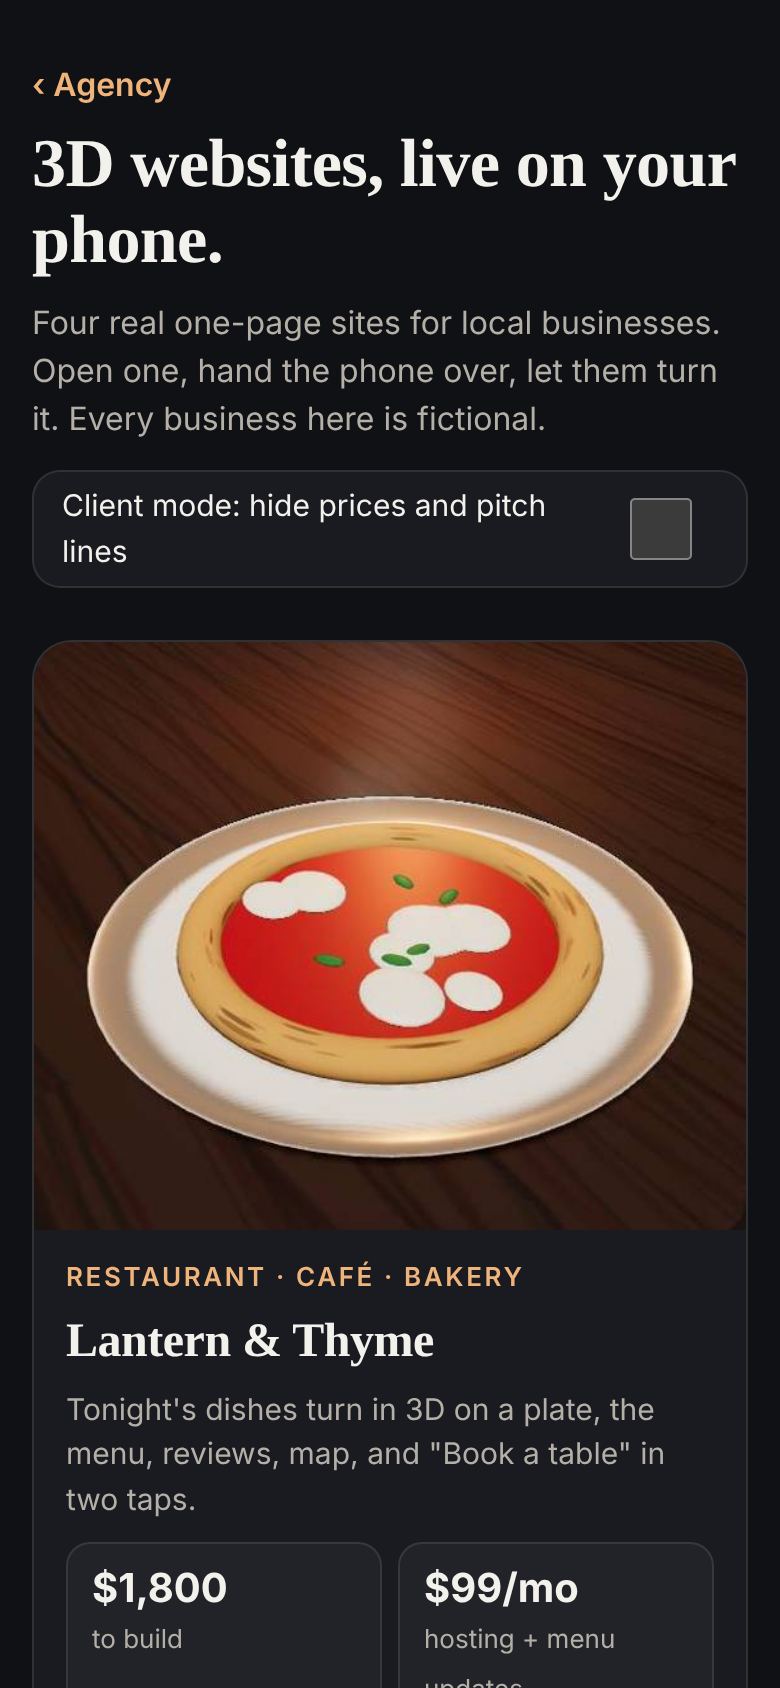 ‹ Agency
3D websites, live on your
phone.
Four real one-page sites for local businesses.
Open one, hand the phone over, let them turn
it. Every business here is fictional.
Client mode: hide prices and pitch
lines
RESTAURANT · CAFÉ · BAKERY
Lantern & Thyme
Tonight's dishes turn in 3D on a plate, the
menu, reviews, map, and "Book a table" in
two taps.
$1,800
to build
$99/mo
hosting + menu
updates